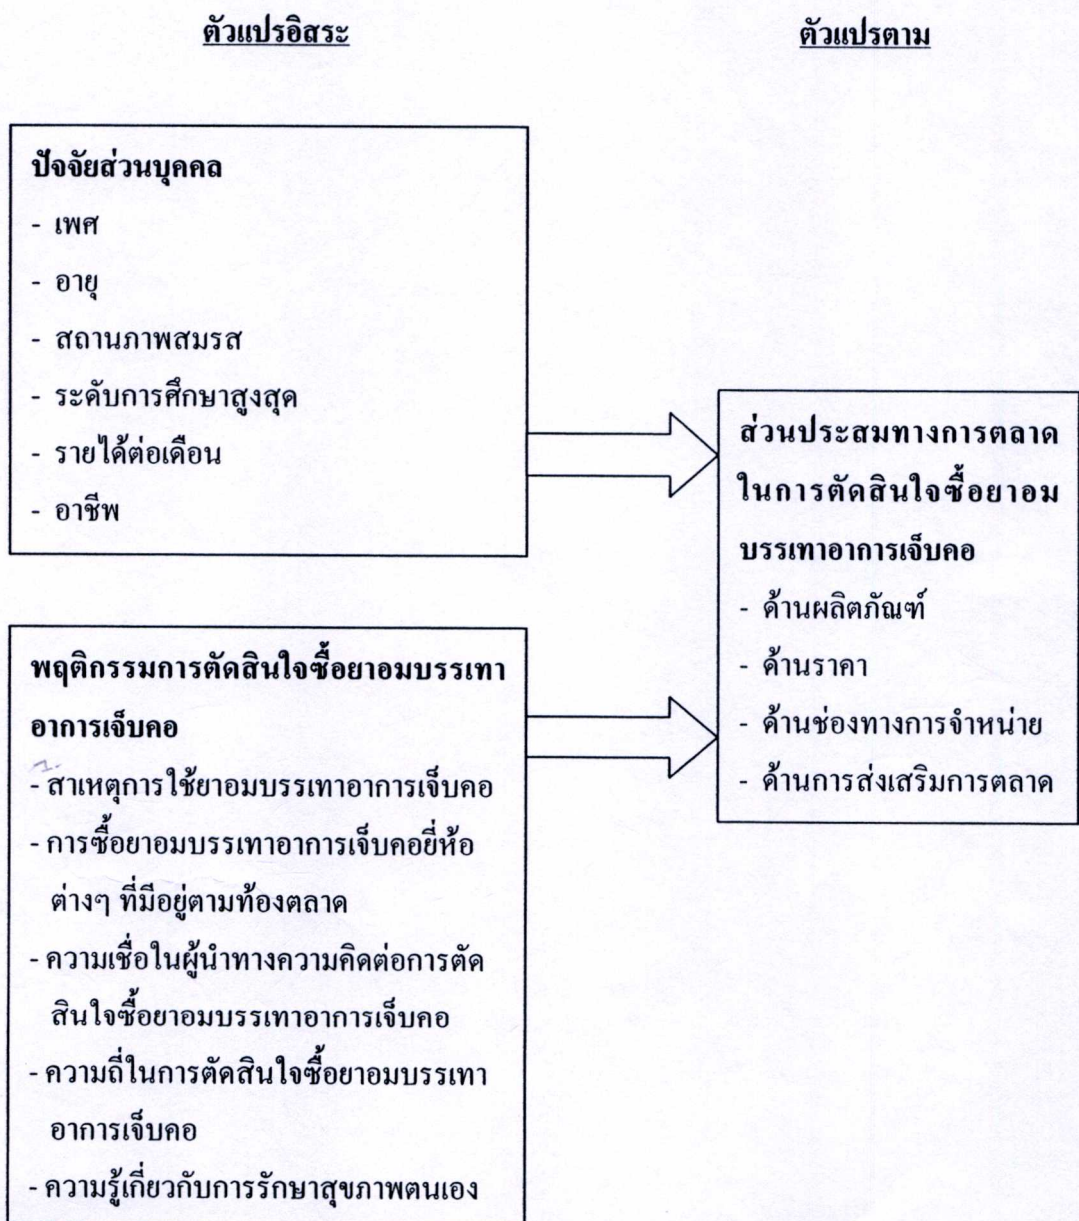 ตัวแปรอิสระ
ตัวแปรตาม
ปัจจัยส่วนบุคคล
- เพศ
- อายุ
- สถานภาพสมรส
- ระดับการศึกษาสูงสุด
- รายได้ต่อเดือน
- อาชีพ
พฤติกรรมการตัดสินใจซื้อยาอมบรรเทา
อาการเจ็บคอ
- สาเหตุการใช้ยาอมบรรเทาอาการเจ็บคอ
- การซื้อยาอมบรรเทาอาการเจ็บคอยี่ห้อ
ต่างๆ ที่มีอยู่ตามท้องตลาด
- ความเชื่อในผู้นำทางความคิดต่อการตัด
สินใจซื้อยาอมบรรเทาอาการเจ็บคอ
- ความถี่ในการตัดสินใจซื้อยาอมบรรเทา
อาการเจ็บคอ
- ความรู้เกี่ยวกับการรักษาสุขภาพตนเอง
ส่วนประสมทางการตลาด
ในการตัดสินใจซื้อยาอม
บรรเทาอาการเจ็บคอ
- ด้านผลิตภัณฑ์
- ด้านราคา
- ด้านช่องทางการจำหน่าย
- ด้านการส่งเสริมการตลาด